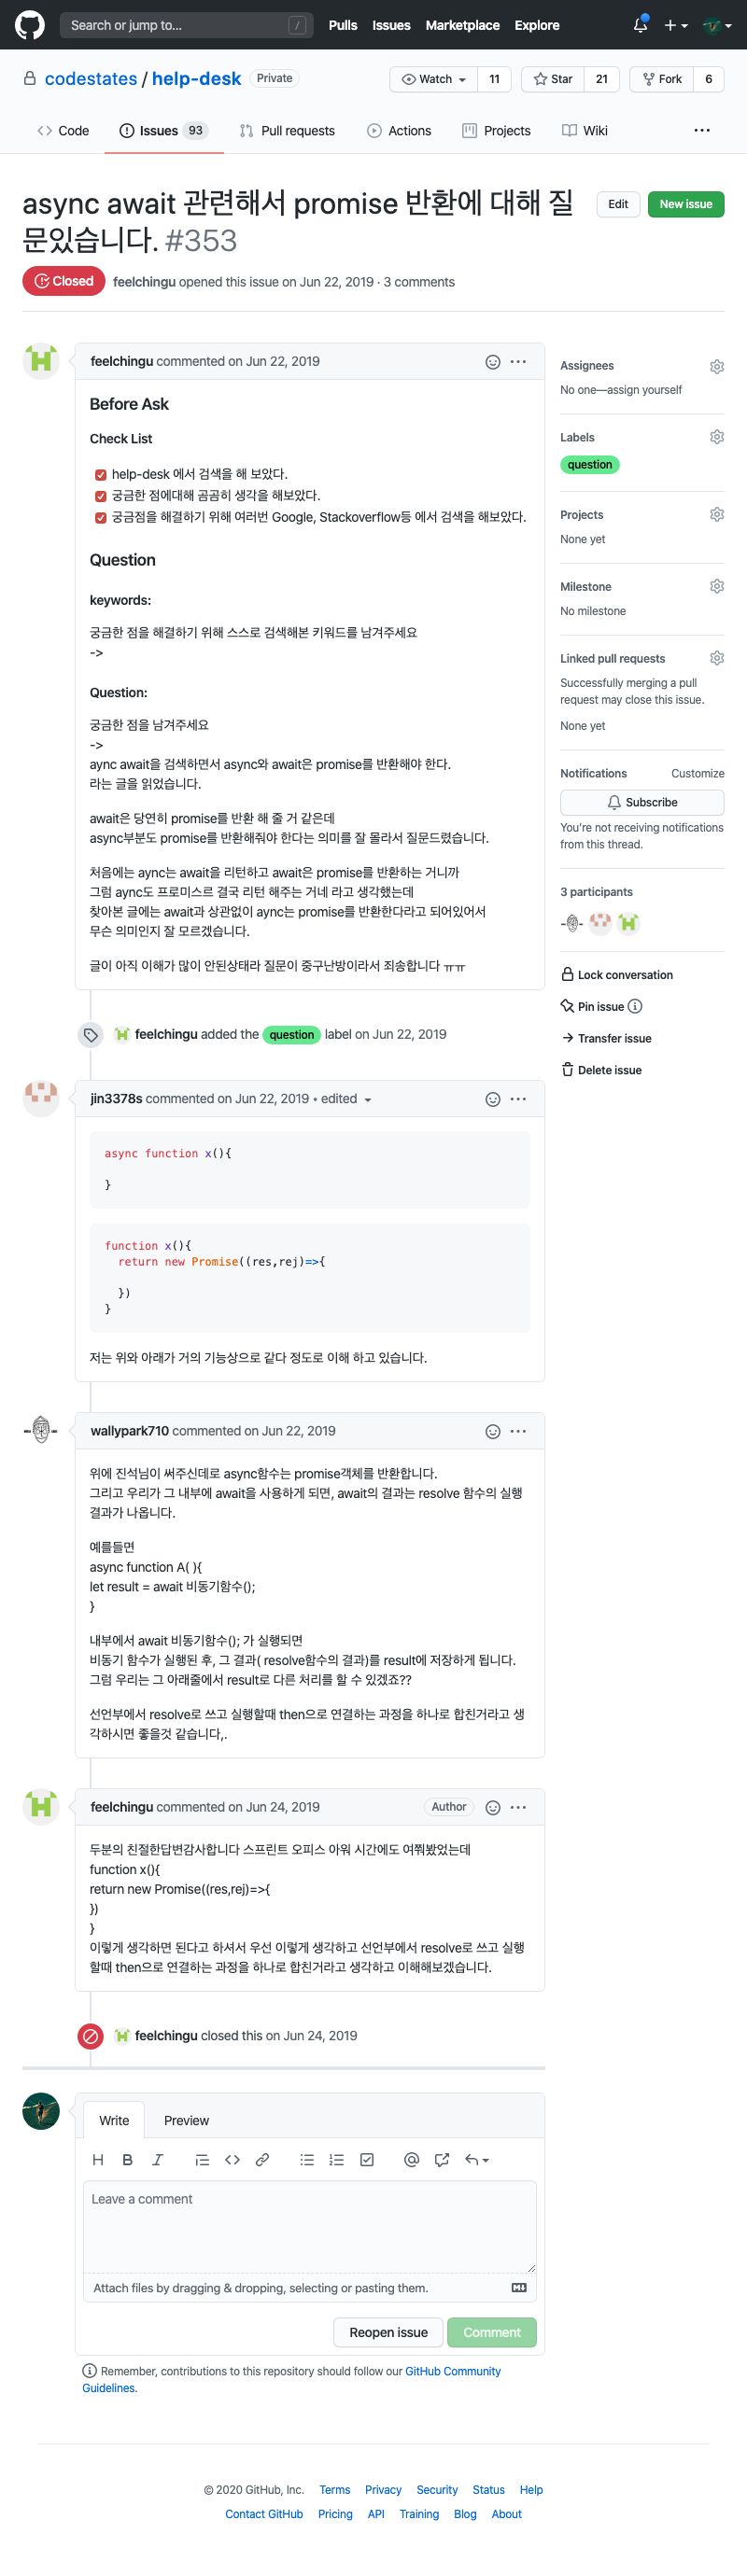 Search or jump to...
/
Pulls Issues Marketplace Explore
codestates / help-desk Private
Watch 11 Star 21 Fork 6
Code Issues 93 Pull requests Actions Projects Wiki ...
async await 관련해서 promise 반환에 대해 질
문있습니다. #353
Edit New issue
Closed feelchingu opened this issue on Jun 22, 2019 · 3 comments
feelchingu commented on Jun 22, 2019
Before Ask
Check List
help-desk 에서 검색을 해 보았다.
궁금한 점에대해 곰곰히 생각을 해보았다.
궁금점을 해결하기 위해 여러번 Google, Stackoverflow등 에서 검색을 해보았다.
Question
keywords:
궁금한 점을 해결하기 위해 스스로 검색해본 키워드를 남겨주세요
->
Question:
궁금한 점을 남겨주세요
->
aync await을 검색하면서 async와 await은 promise를 반환해야 한다.
라는 글을 읽었습니다.
await은 당연히 promise를 반환 해 줄 거 같은데
async부분도 promise를 반환해줘야 한다는 의미를 잘 몰라서 질문드렸습니다.
처음에는 aync는 await을 리턴하고 await은 promise를 반환하는 거니까
그럼 aync도 프로미스르 결국 리턴 해주는 거네 라고 생각했는데
찾아본 글에는 await과 상관없이 aync는 promise를 반환한다라고 되어있어서
무슨 의미인지 잘 모르겠습니다.
글이 아직 이해가 많이 안된상태라 질문이 중구난방이라서 죄송합니다 ㅠㅠ
Assignees
No one—assign yourself
Labels
question
Projects
None yet
Milestone
No milestone
Linked pull requests
Successfully merging a pull
request may close this issue.
None yet
Notifications Customize
Subscribe
You're not receiving notifications
from this thread.
3 participants
Lock conversation
Pin issue
Transfer issue
Delete issue
feelchingu added the question label on Jun 22, 2019
jin3378s commented on Jun 22, 2019 • edited
async function x(){
}
function x(){
return new Promise((res,rej)=>{
})
}
저는 위와 아래가 거의 기능상으로 같다 정도로 이해 하고 있습니다.
wallypark710 commented on Jun 22, 2019
위에 진석님이 써주신데로 async함수는 promise객체를 반환합니다.
그리고 우리가 그 내부에 await을 사용하게 되면, await의 결과는 resolve 함수의 실행
결과가 나옵니다.
예를들면
async function A( ){
let result = await 비동기함수();
}
내부에서 await 비동기함수(); 가 실행되면
비동기 함수가 실행된 후, 그 결과( resolve함수의 결과)를 result에 저장하게 됩니다.
그럼 우리는 그 아래줄에서 result로 다른 처리를 할 수 있겠죠??
선언부에서 resolve로 쓰고 실행할때 then으로 연결하는 과정을 하나로 합친거라고 생
각하시면 좋을것 같습니다,.
feelchingu commented on Jun 24, 2019 Author
두분의 친절한답변감사합니다 스프린트 오피스 아워 시간에도 여쭤봤었는데
function x(){
return new Promise((res,rej)=>{
})
}
이렇게 생각하면 된다고 하셔서 우선 이렇게 생각하고 선언부에서 resolve로 쓰고 실행
할때 then으로 연결하는 과정을 하나로 합친거라고 생각하고 이해해보겠습니다.
feelchingu closed this on Jun 24, 2019
Write Preview
Leave a comment
Attach files by dragging & dropping, selecting or pasting them.
Reopen issue Comment
Remember, contributions to this repository should follow our GitHub Community
Guidelines.
© 2020 GitHub, Inc. Terms Privacy Security Status Help
Contact GitHub Pricing API Training Blog About